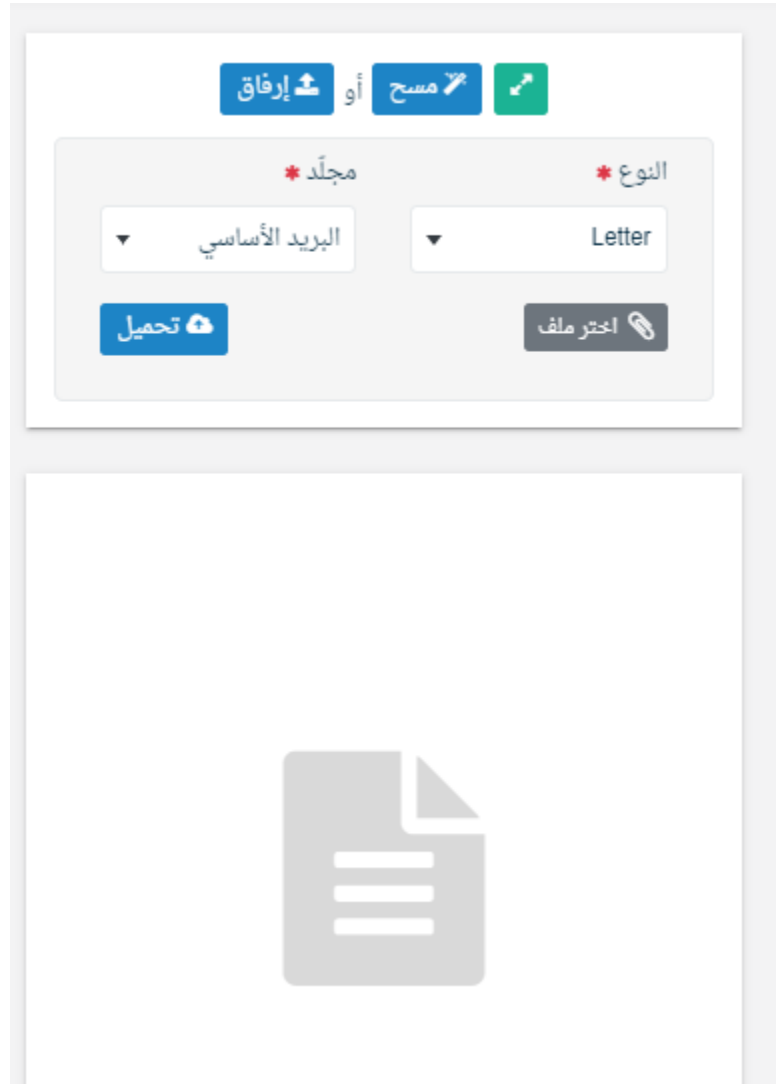 مسح أو إرفاق
النوع * مجلّد *
Letter البريد الأساسي
اختر ملف تحميل